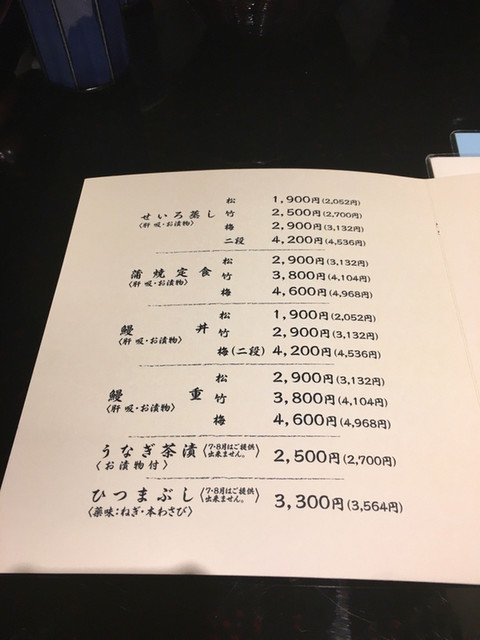 せいろ蒸し 松 1,900円(2,052円)
〈肝吸・お漬物〉 竹 2,500円(2,700円)
梅 2,900円(3,132円)
二段 4,200円(4,536円)
蒲焼定食 松 2,900円(3,132円)
〈肝吸・お漬物〉 竹 3,800円(4,104円)
梅 4,600円(4,968円)
鰻丼 松 1,900円(2,052円)
〈肝吸・お漬物〉 竹 2,900円(3,132円)
梅(二段) 4,200円(4,536円)
鰻重 松 2,900円(3,132円)
〈肝吸・お漬物〉 竹 3,800円(4,104円)
梅 4,600円(4,968円)
うなぎ茶漬 〈7・8月はご提供出来ません。〉 2,500円(2,700円)
〈お漬物付〉
ひつまぶし 〈7・8月はご提供出来ません。〉 3,300円(3,564円)
〈薬味:ねぎ・本わさび〉